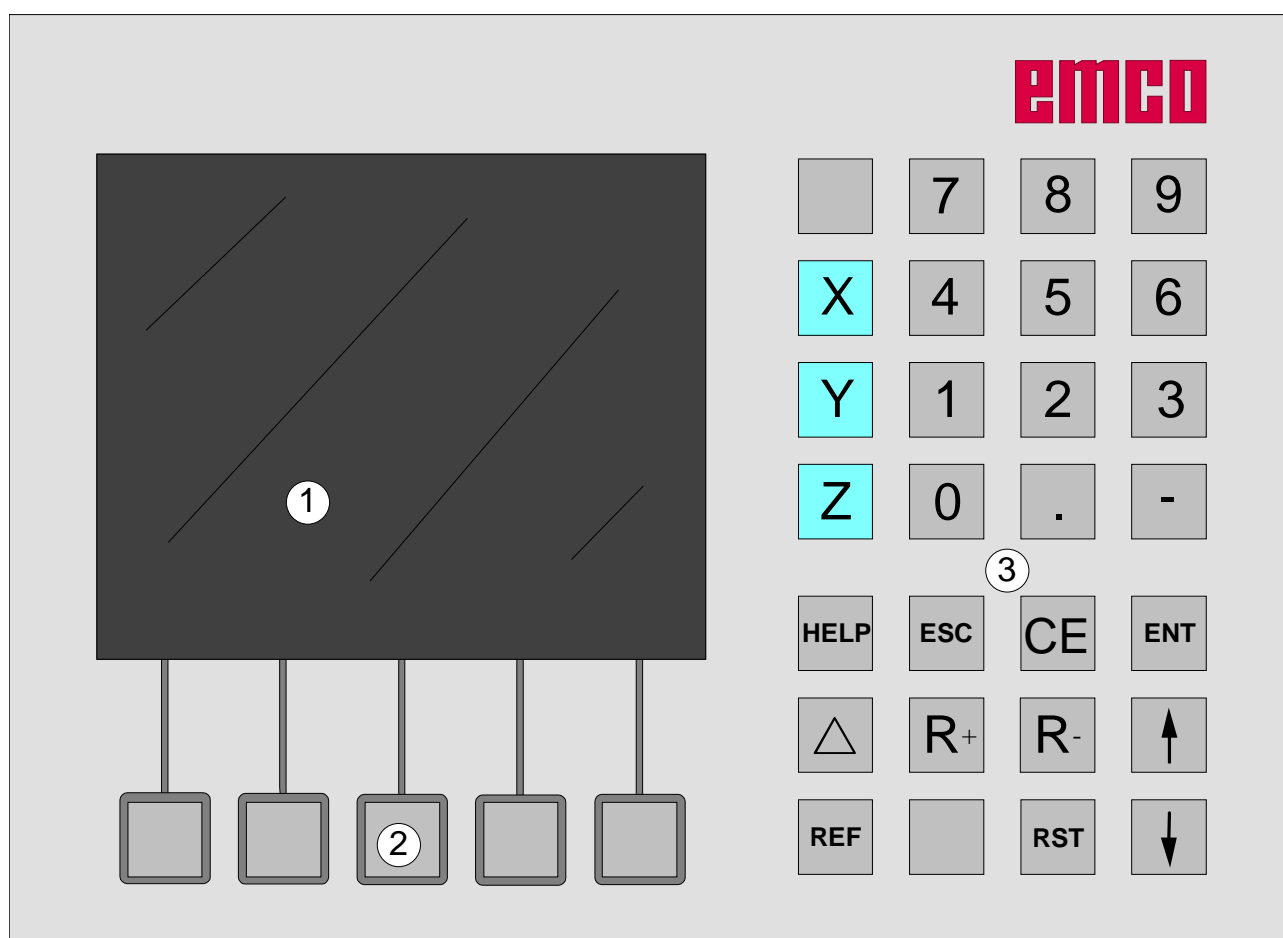 emco
7 8 9
X 4 5 6
Y 1 2 3
Z 0 . -
1
3
HELP ESC CE ENT
△ R+ R- ↑
2
REF RST ↓